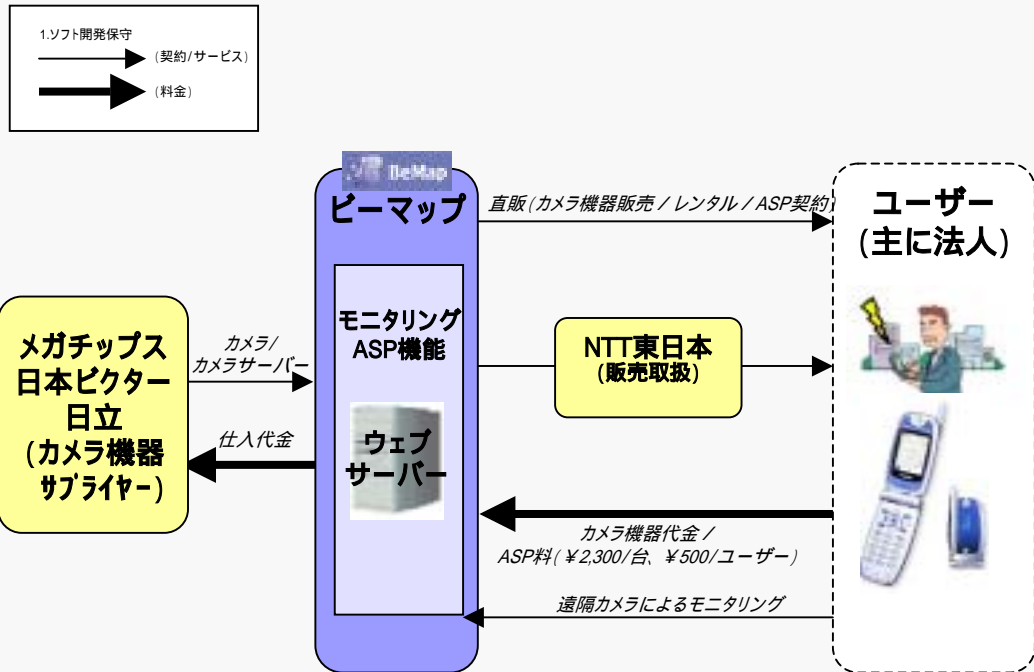 1.ソフト開発保守
(契約/サービス)
(料金)
BeMap
ビーマップ
直販(カメラ機器販売/レンタル/ASP契約)
ユーザー
(主に法人)
モニタリング
ASP機能
メガチップス
日本ビクター
日立
(カメラ機器
サプライヤー)
カメラ/
カメラサーバー
NTT東日本
(販売取扱)
仕入代金
ウェブ
サーバー
カメラ機器代金/
ASP料(¥2,300/台、¥500/ユーザー)
遠隔カメラによるモニタリング